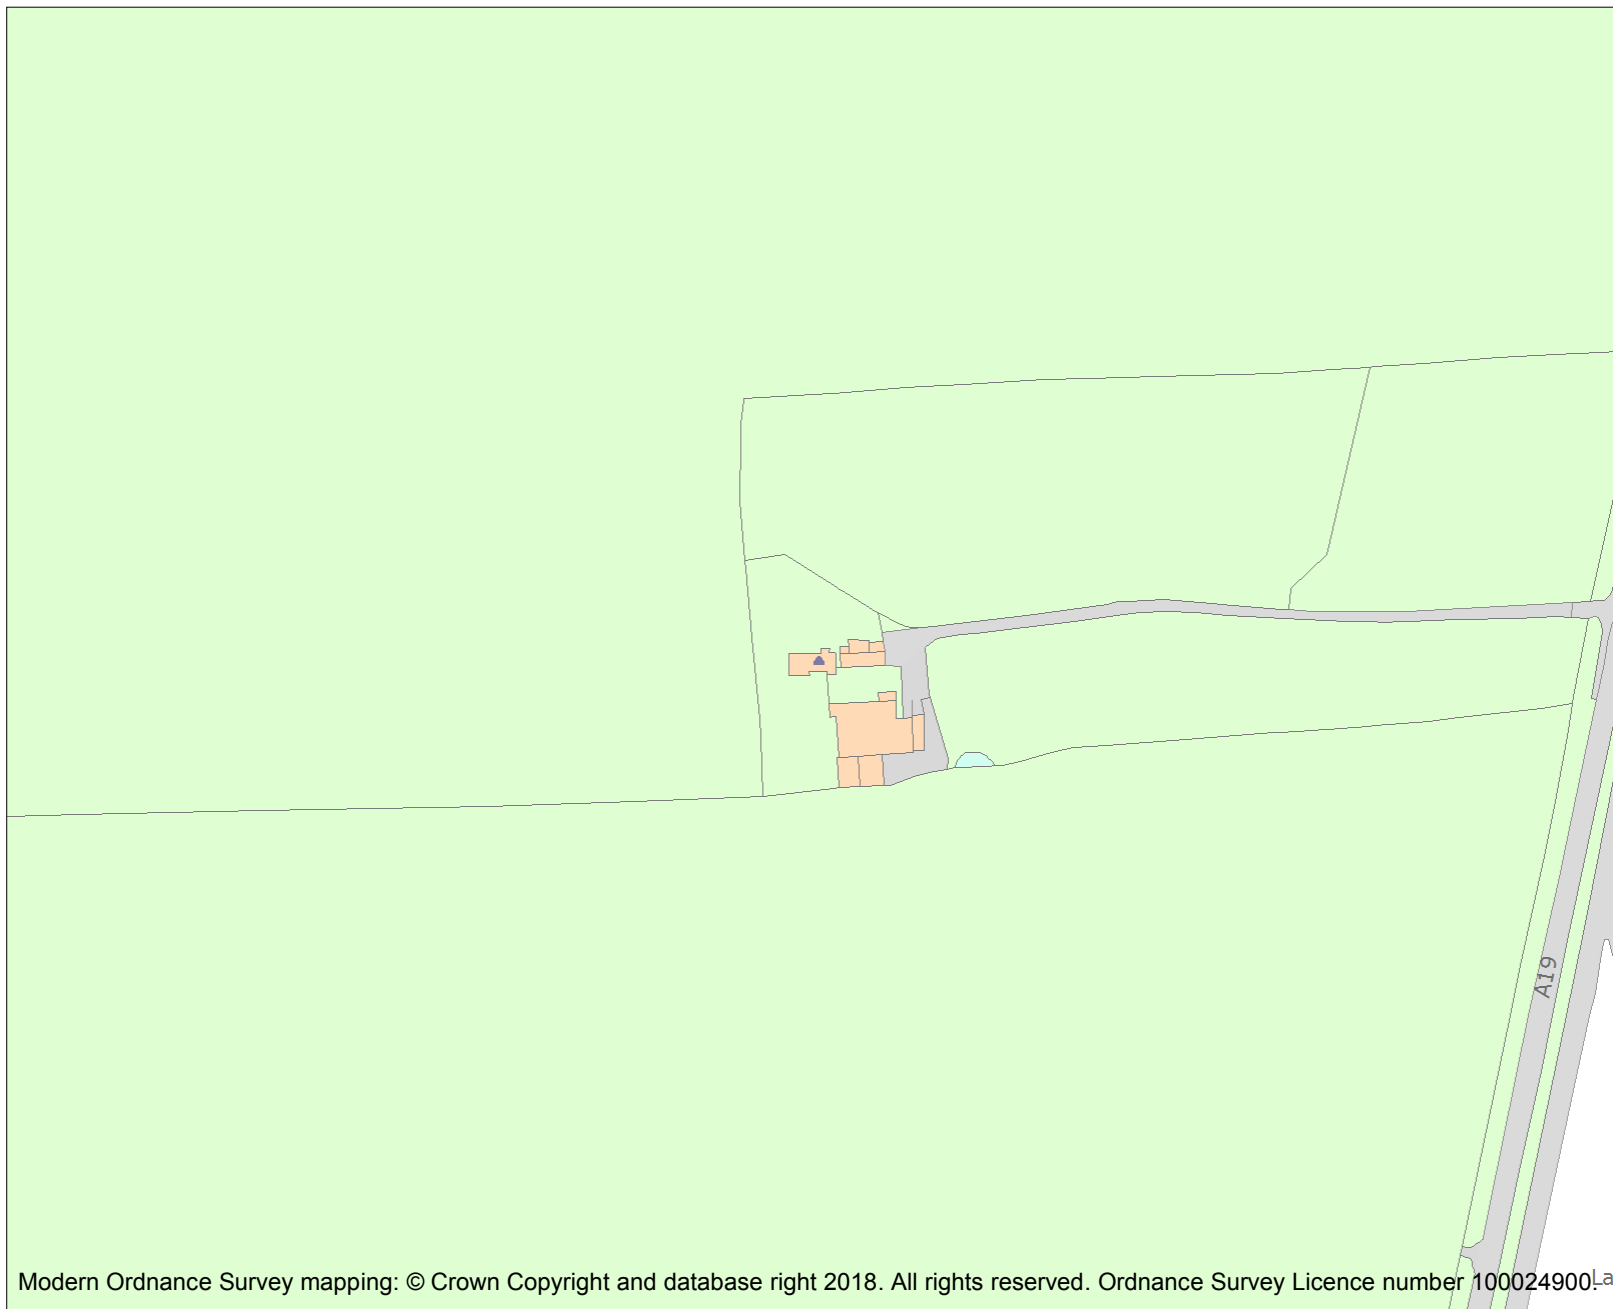 A19
Modern Ordnance Survey mapping: © Crown Copyright and database right 2018. All rights reserved. Ordnance Survey Licence number 100024900.
La